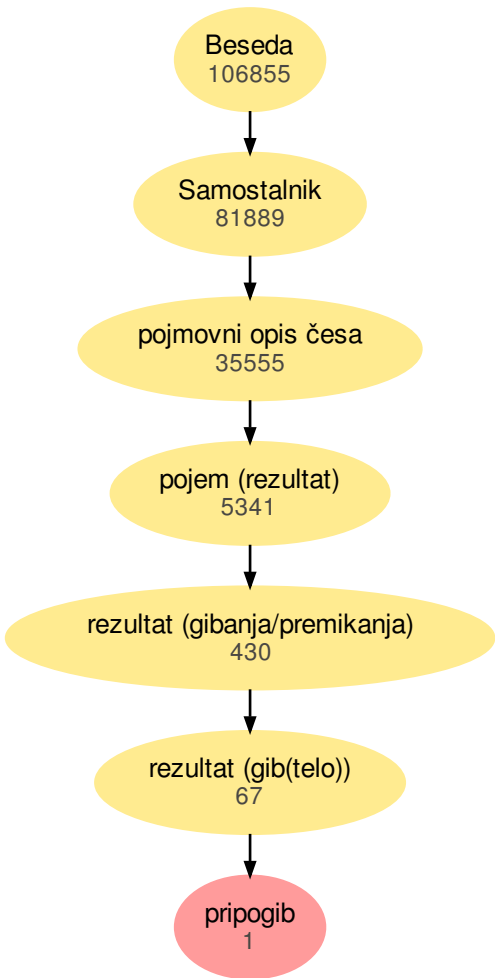 Beseda
106855
Samostalnik
81889
pojmovni opis česa
35555
pojem (rezultat)
5341
rezultat (gibanja/premikanja)
430
rezultat (gib(telo))
67
pripogib
1